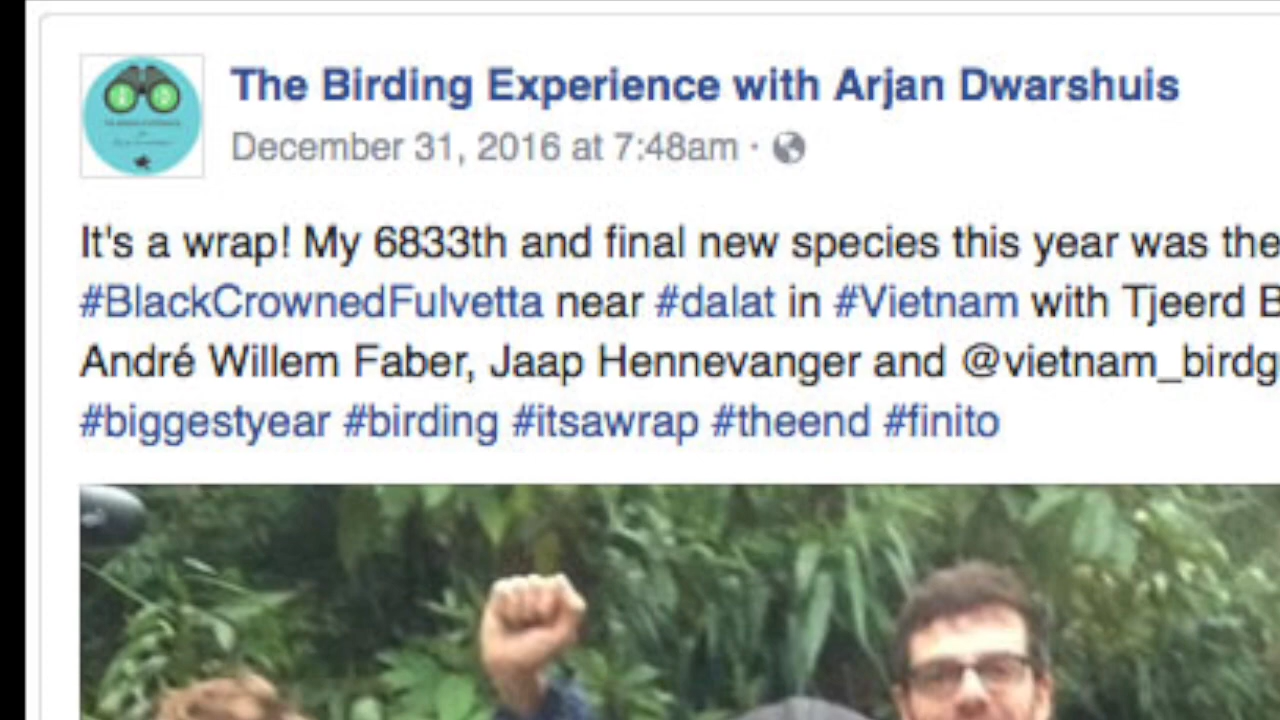 The Birding Experience with Arjan Dwarshuis
December 31, 2016 at 7:48am ·
It's a wrap! My 6833th and final new species this year was the
#BlackCrownedFulvetta near #dalat in #Vietnam with Tjeerd B
André Willem Faber, Jaap Hennevanger and @vietnam_birdg
#biggestyear #birding #itsawrap #theend #finito